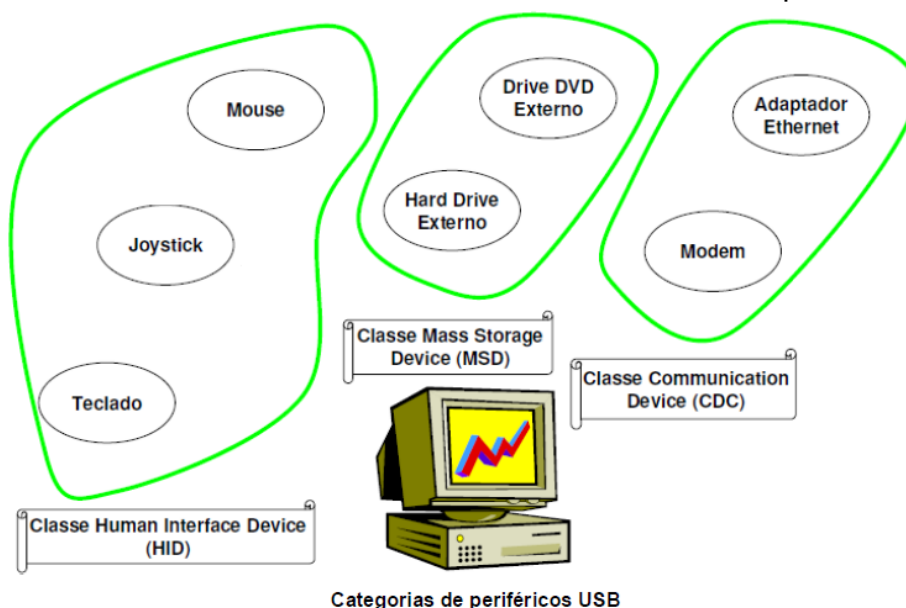 Mouse
Joystick
Teclado
Classe Human Interface Device
(HID)
Drive DVD
Externo
Hard Drive
Externo
Classe Mass Storage
Device (MSD)
Adaptador
Ethernet
Modem
Classe Communication
Device (CDC)
Categorias de periféricos USB